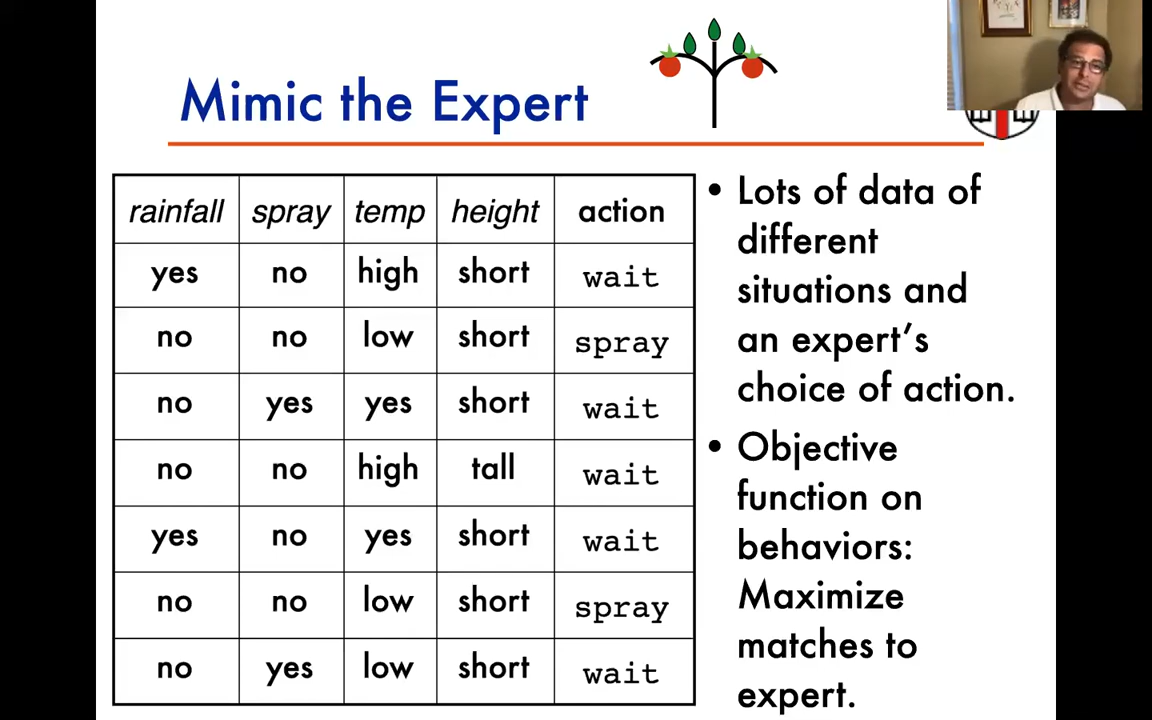 Mimic the Expert
rainfall spray temp height action
yes no high short wait
no no low short spray
no yes yes short wait
no no high tall wait
yes no yes short wait
no no low short spray
no yes low short wait
• Lots of data of
different
situations and
an expert's
choice of action.
• Objective
function on
behaviors:
Maximize
matches to
expert.